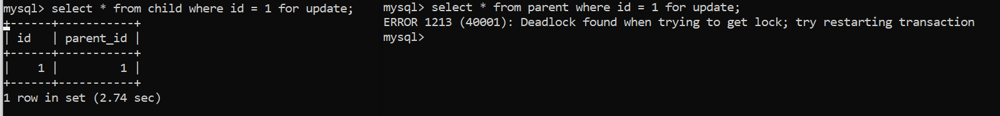 mysql> select * from child where id = 1 for update;
+------+-----------+
| id   | parent_id |
+------+-----------+
|    1 |         1 |
+------+-----------+
1 row in set (2.74 sec)
mysql> select * from parent where id = 1 for update;
ERROR 1213 (40001): Deadlock found when trying to get lock; try restarting transaction
mysql>